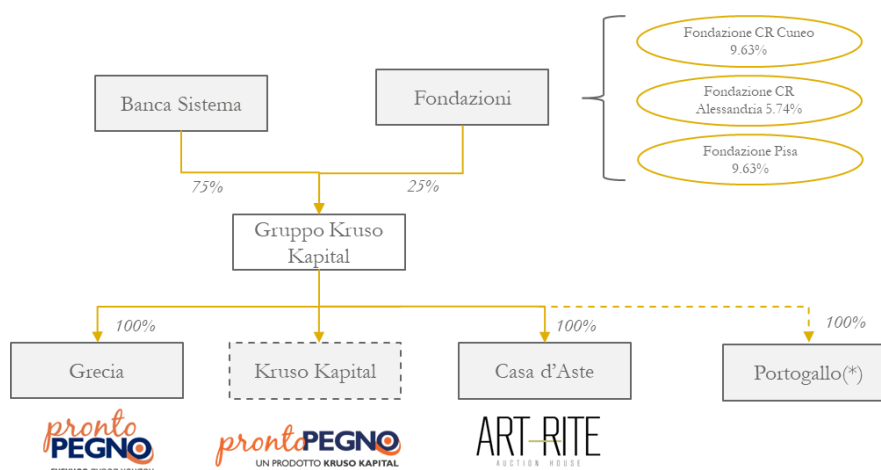 Fondazione CR Cuneo
9.63%
Banca Sistema
Fondazioni
Fondazione CR
Alessandria 5.74%
Fondazione Pisa
9.63%
75%
25%
Gruppo Kruso
Kapital
100%
100%
100%
Grecia
Kruso Kapital
Casa d'Aste
Portogallo(*)
pronto
PEGNO
prontoPEGNO
UN PRODOTTO KRUSO KAPITAL
ART-RITE
AUCTION HOUSE